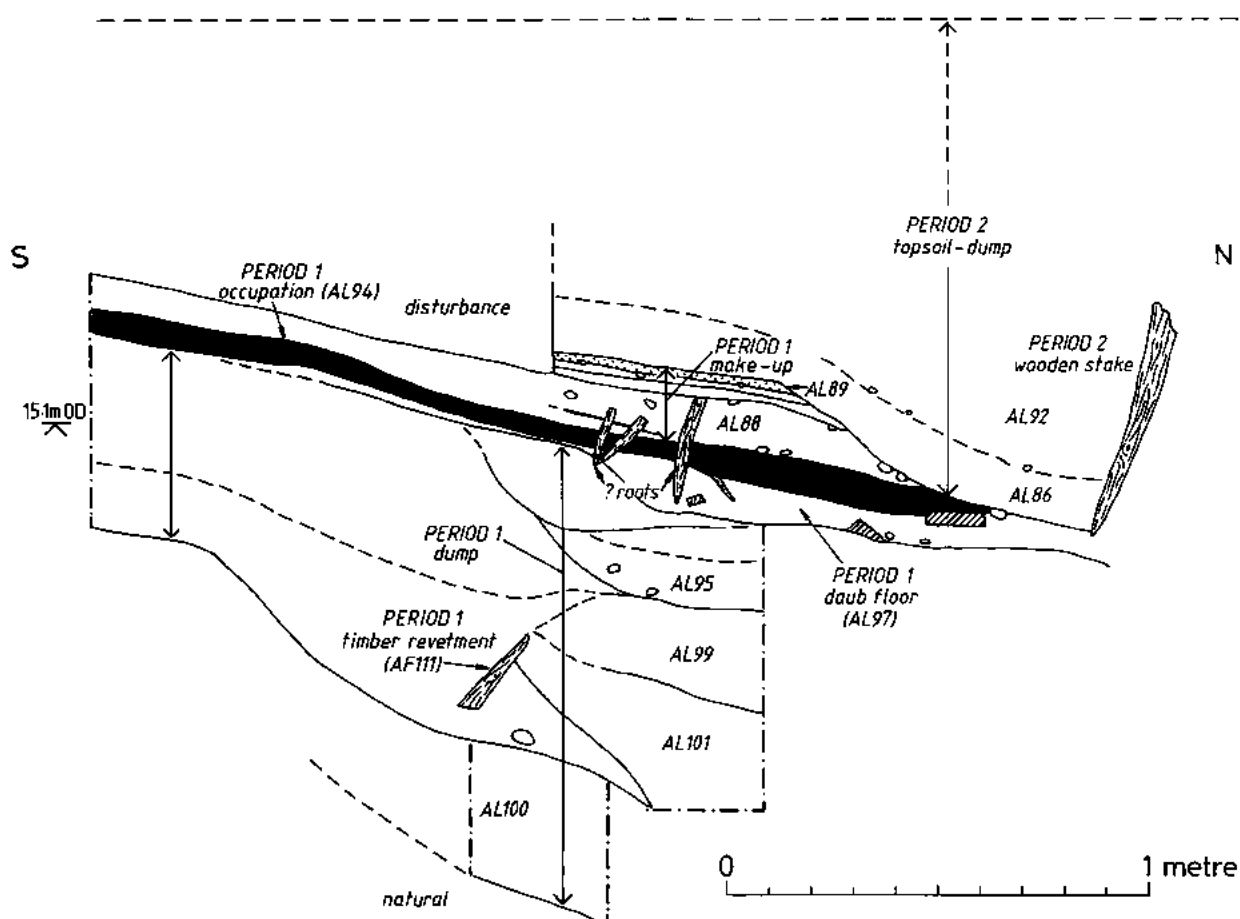 S
N
PERIOD 2
topsoil-dump
PERIOD 1
occupation (AL94)
disturbance
PERIOD 1
make-up
PERIOD 2
wooden stake
AL89
AL88
AL92
15·1m OD
AL86
? roots
PERIOD 1
dump
AL95
PERIOD 1
daub floor
(AL97)
PERIOD 1
timber revetment
(AF111)
AL99
AL101
AL100
natural
0
1 metre